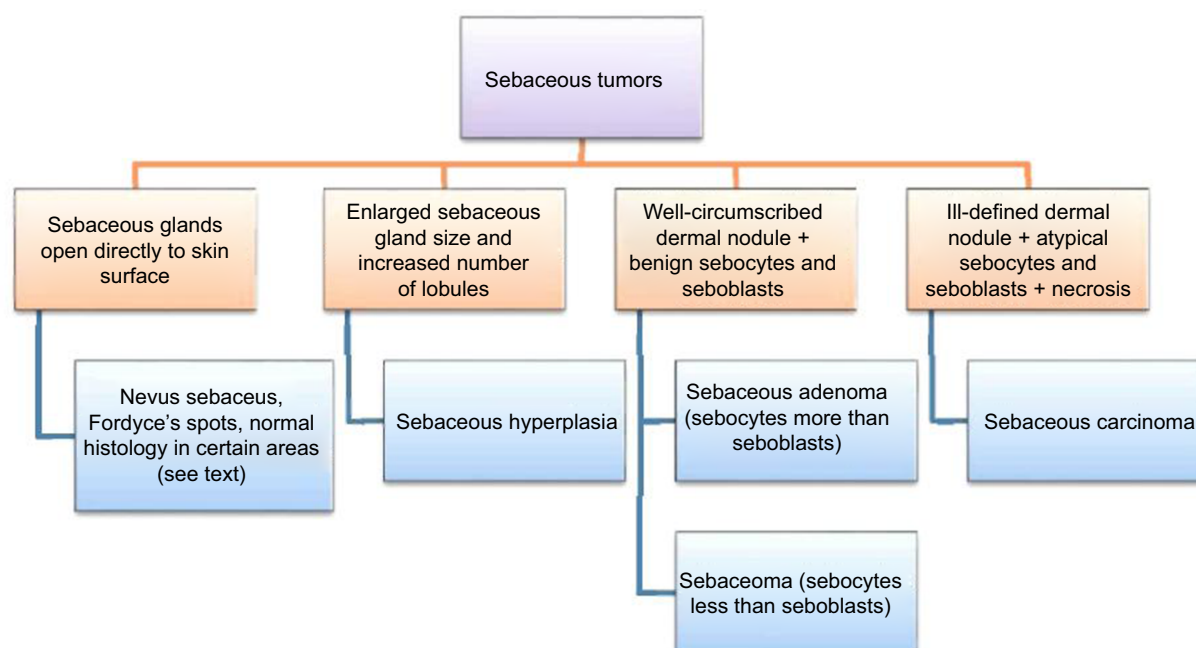 Sebaceous tumors
Sebaceous glands
open directly to skin
surface
Enlarged sebaceous
gland size and
increased number
of lobules
Well-circumscribed
dermal nodule +
benign sebocytes and
seboblasts
Ill-defined dermal
nodule + atypical
sebocytes and
seboblasts + necrosis
Nevus sebaceus,
Fordyce's spots, normal
histology in certain areas
(see text)
Sebaceous hyperplasia
Sebaceous adenoma
(sebocytes more than
seboblasts)
Sebaceous carcinoma
Sebaceoma (sebocytes
less than seboblasts)